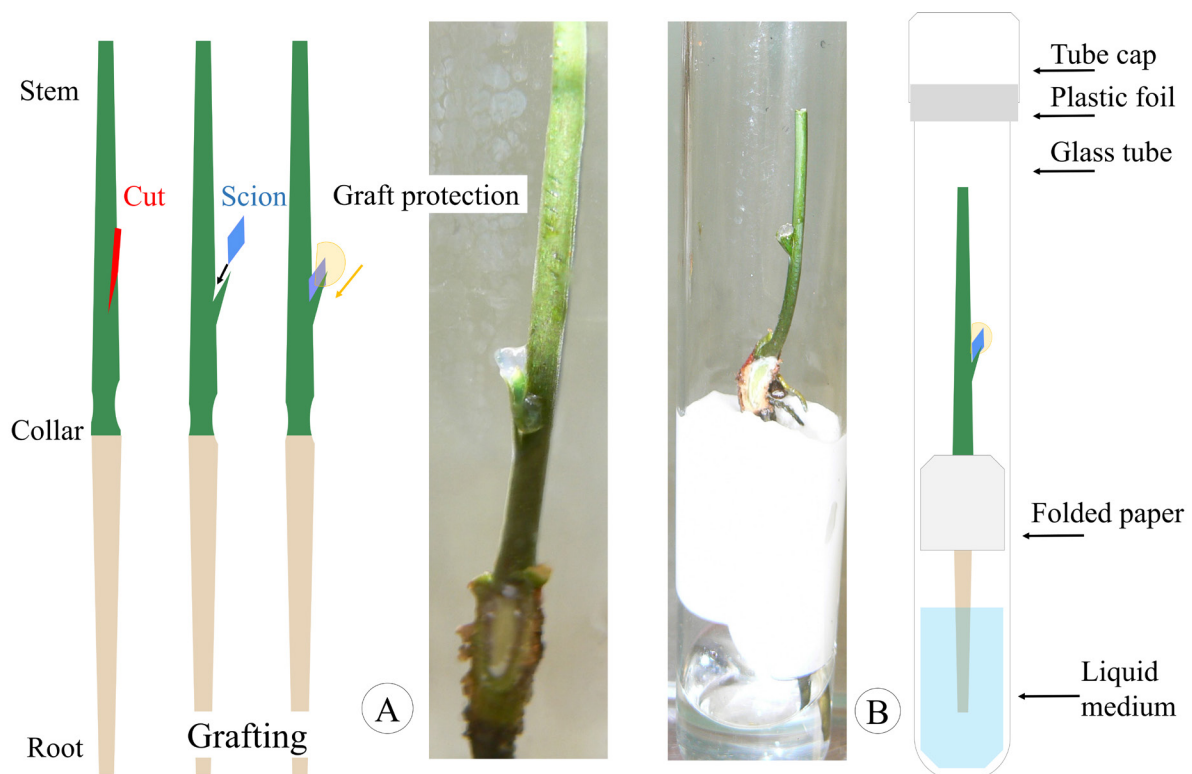 Stem
Cut
Scion
Graft protection
Collar
Root
Grafting
A
B
Tube cap
Plastic foil
Glass tube
Folded paper
Liquid
medium